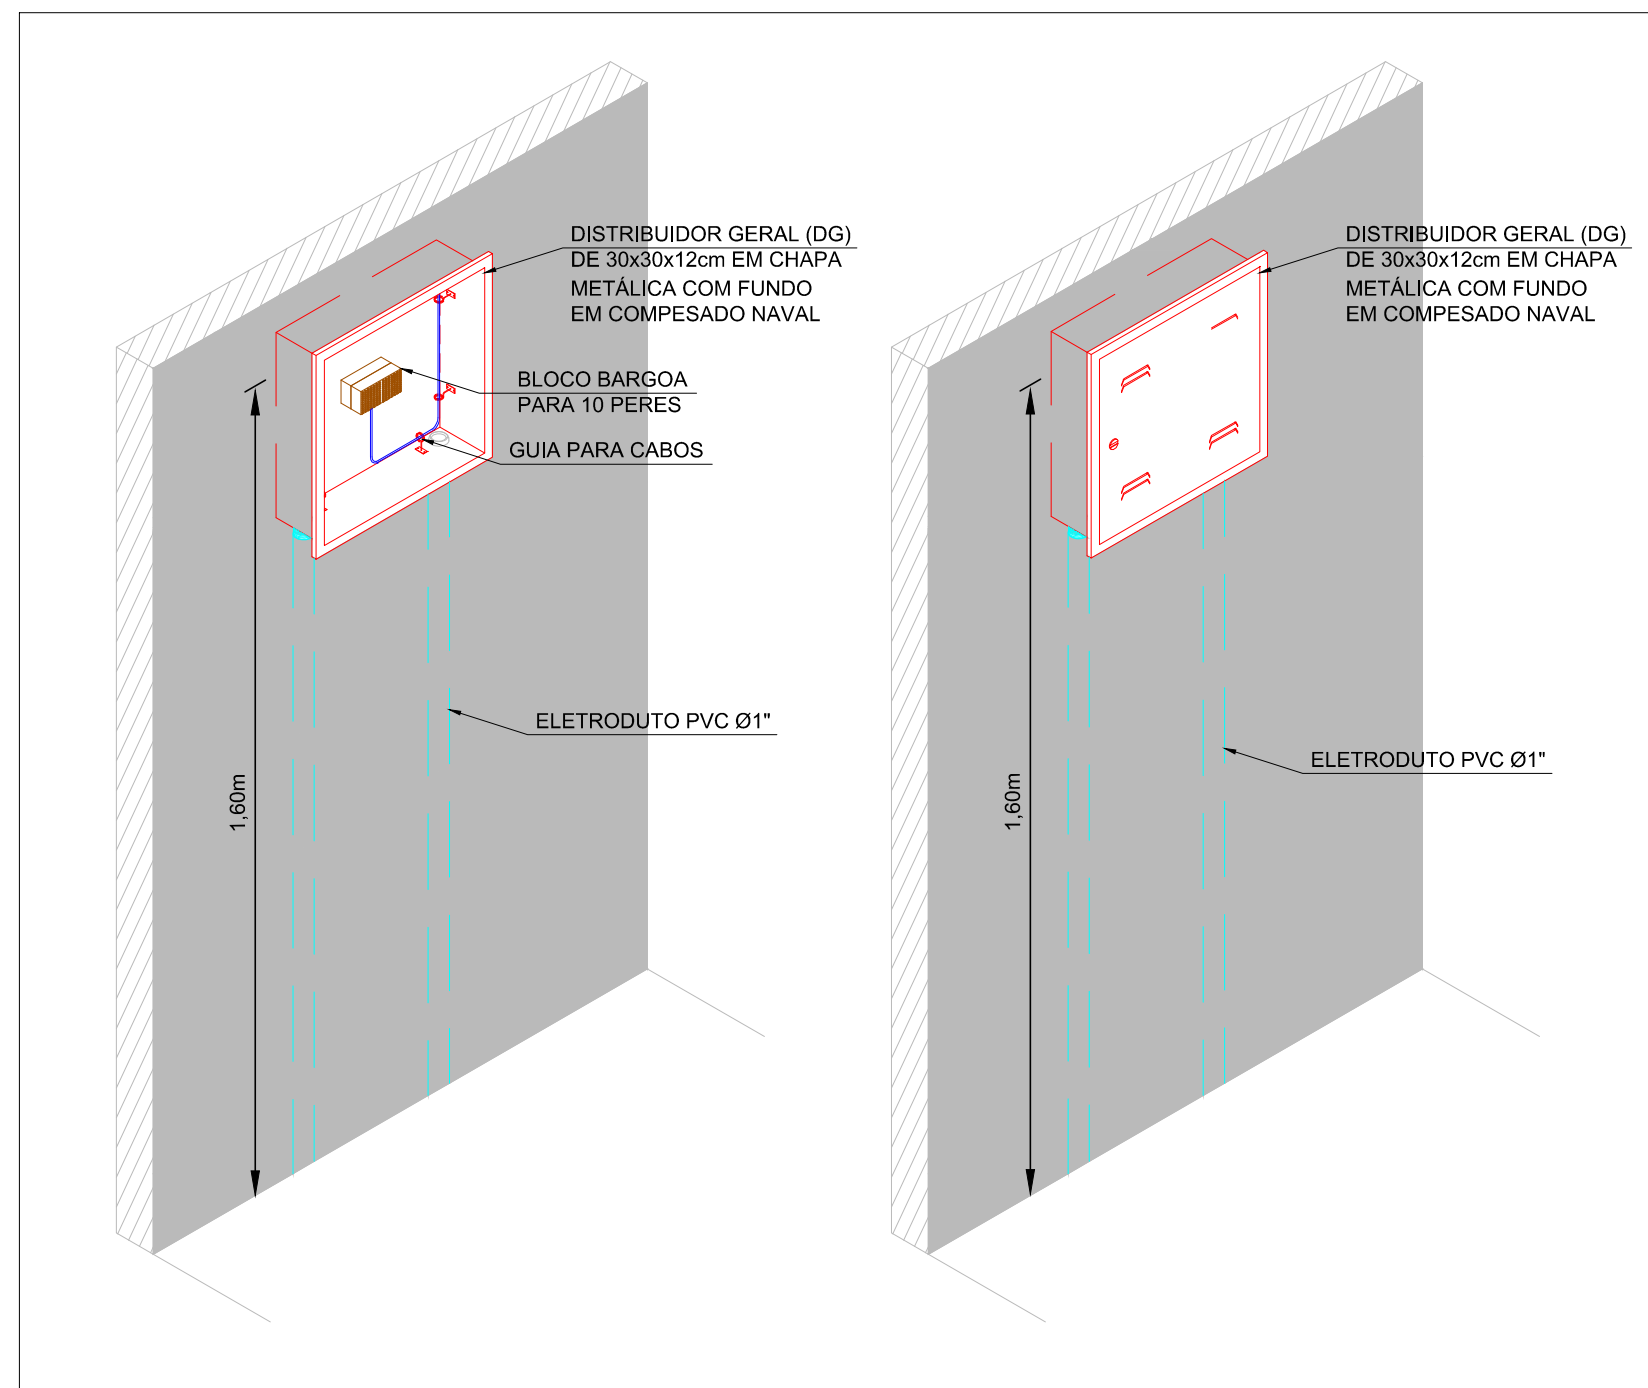 DISTRIBUIDOR GERAL (DG)
DE 30x30x12cm EM CHAPA
METÁLICA COM FUNDO
EM COMPESADO NAVAL
BLOCO BARGOA
PARA 10 PERES
GUIA PARA CABOS
ELETRODUTO PVC Ø1"
1,60m
DISTRIBUIDOR GERAL (DG)
DE 30x30x12cm EM CHAPA
METÁLICA COM FUNDO
EM COMPESADO NAVAL
ELETRODUTO PVC Ø1"
1,60m